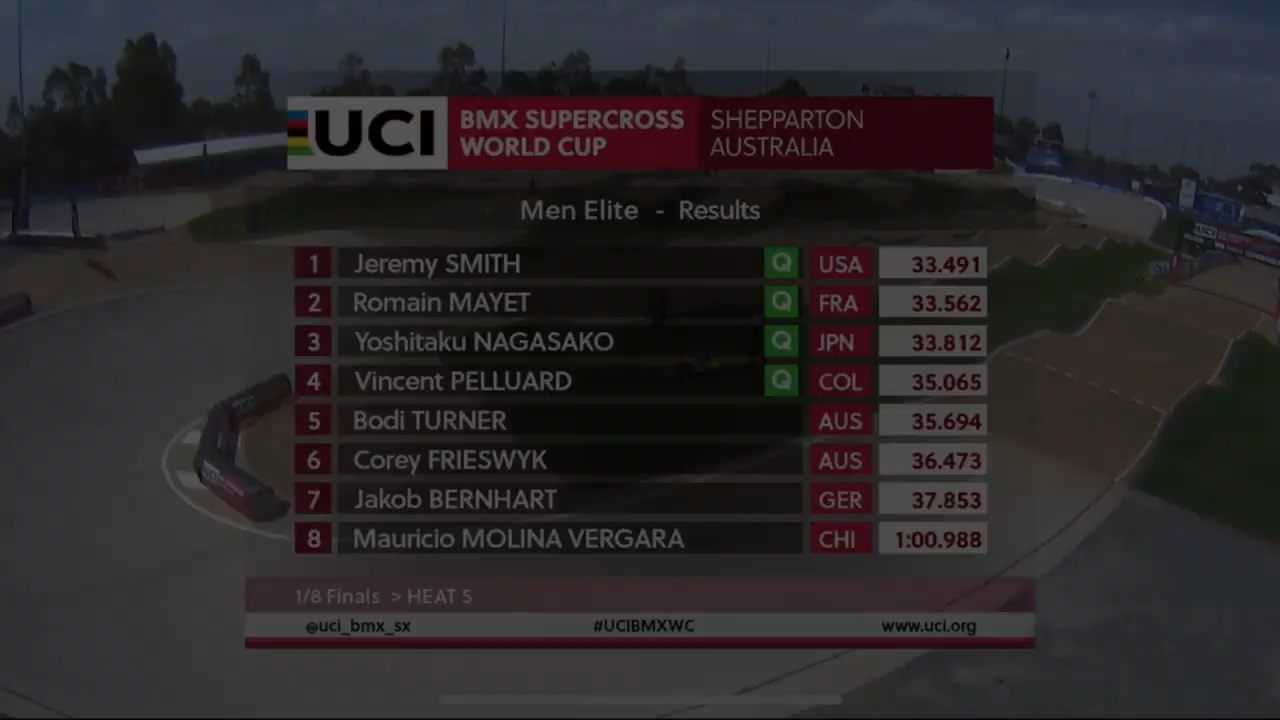 UCI BMX SUPERCROSS WORLD CUP SHEPPARTON AUSTRALIA
Men Elite - Results
1 Jeremy SMITH Q USA 33.491
2 Romain MAYET Q FRA 33.562
3 Yoshitaku NAGASAKO Q JPN 33.812
4 Vincent PELLUARD Q COL 35.065
5 Bodi TURNER AUS 35.694
6 Corey FRIESWYK AUS 36.473
7 Jakob BERNHART GER 37.853
8 Mauricio MOLINA VERGARA CHI 1:00.988
1/8 Finals > HEAT 5
@uci_bmx_sx #UCIBMXWC www.uci.org